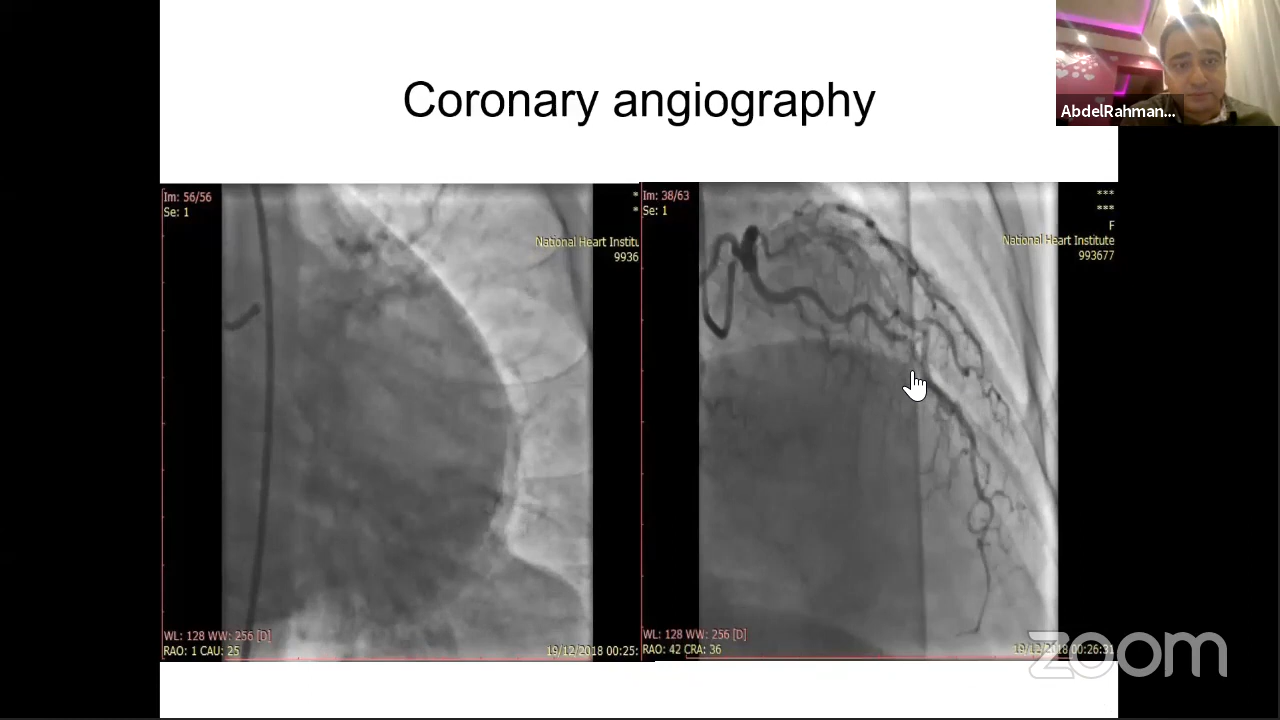 Coronary angiography
AbdelRahman...
Im: 56/56
Se: 1
*
*
National Heart Institu
9936
WL: 128 WW: 256 [D]
RAO: 1 CAU: 25
19/12/2018 00:25:
Im: 38/63
Se: 1
***
***
F
National Heart Institute
993677
WL: 128 WW: 256 [D]
RAO: 42 CRA: 36
19/12/2018 00:26:31
zoom